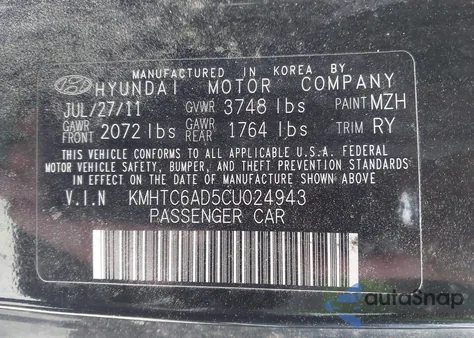 MANUFACTURED IN KOREA BY:
HYUNDAI MOTOR COMPANY
JUL/27/11 GVWR 3748 lbs PAINT MZH
GAWR FRONT 2072 lbs GAWR REAR 1764 lbs TRIM RY
THIS VEHICLE CONFORMS TO ALL APPLICABLE U.S.A. FEDERAL
MOTOR VEHICLE SAFETY, BUMPER, AND THEFT PREVENTION STANDARDS
IN EFFECT ON THE DATE OF MANUFACTURE SHOWN ABOVE.
V.I.N KMHTC6AD5CU024943
PASSENGER CAR
autoSnap